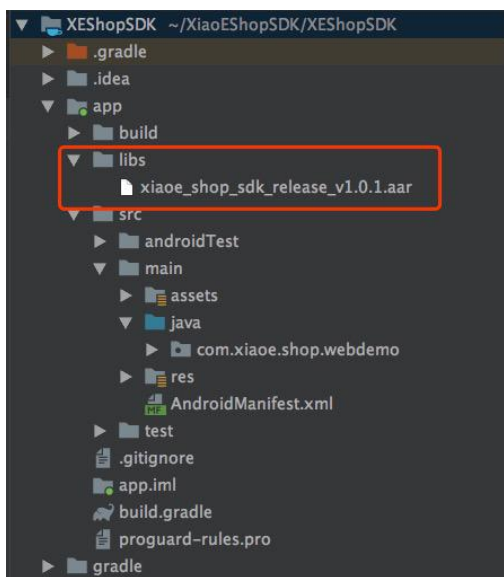 XEShopSDK ~/XiaoEShopSDK/XEShopSDK
.gradle
.idea
app
build
libs
xiaoe_shop_sdk_release_v1.0.1.aar
src
androidTest
main
assets
java
com.xiaoe.shop.webdemo
res
MF AndroidManifest.xml
test
.gitignore
app.iml
build.gradle
proguard-rules.pro
gradle